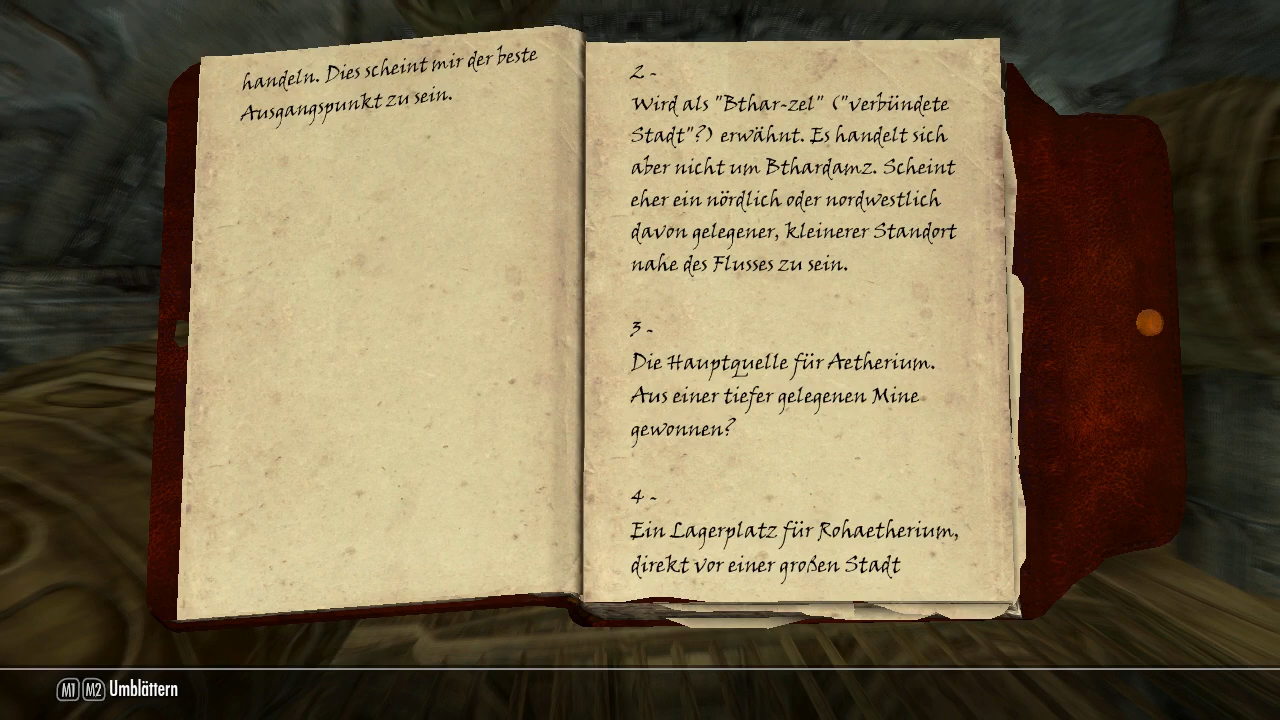 handeln. Dies scheint mir der beste
Ausgangspunkt zu sein.
2 -
Wird als "Bthar-zel" ("verbündete
Stadt"?) erwähnt. Es handelt sich
aber nicht um Bthardamz. Scheint
eher ein nördlich oder nordwestlich
davon gelegener, kleinerer Standort
nahe des Flusses zu sein.
3 -
Die Hauptquelle für Aetherium.
Aus einer tiefer gelegenen Mine
gewonnen?
4 -
Ein Lagerplatz für Rohaetherium,
direkt vor einer großen Stadt
M1 M2 Umblättern